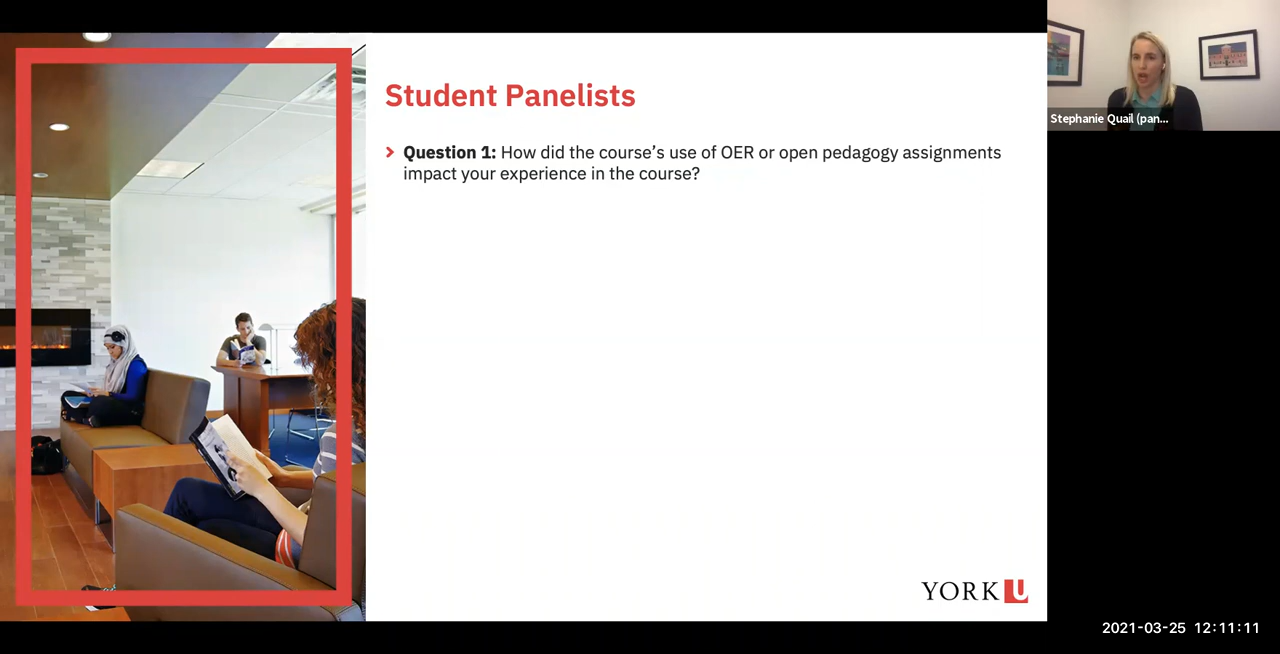 Student Panelists
Question 1: How did the course's use of OER or open pedagogy assignments
impact your experience in the course?
YORK U
Stephanie Quail (pan...
2021-03-25 12:11:11